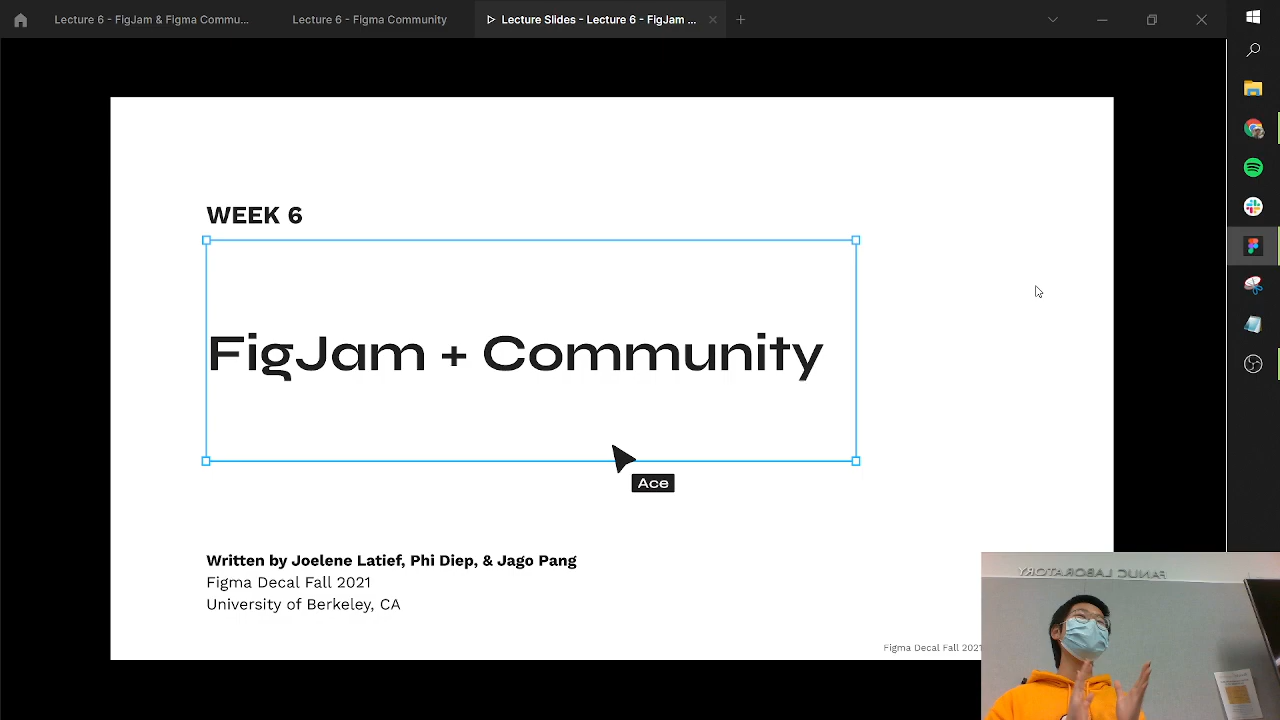 Lecture 6 - FigJam & Figma Commu...
Lecture 6 - Figma Community
Lecture Slides - Lecture 6 - FigJam ...
WEEK 6
FigJam + Community
Ace
Written by Joelene Latief, Phi Diep, & Jago Pang
Figma Decal Fall 2021
University of Berkeley, CA
Figma Decal Fall 2021
FANUC LABORATORY